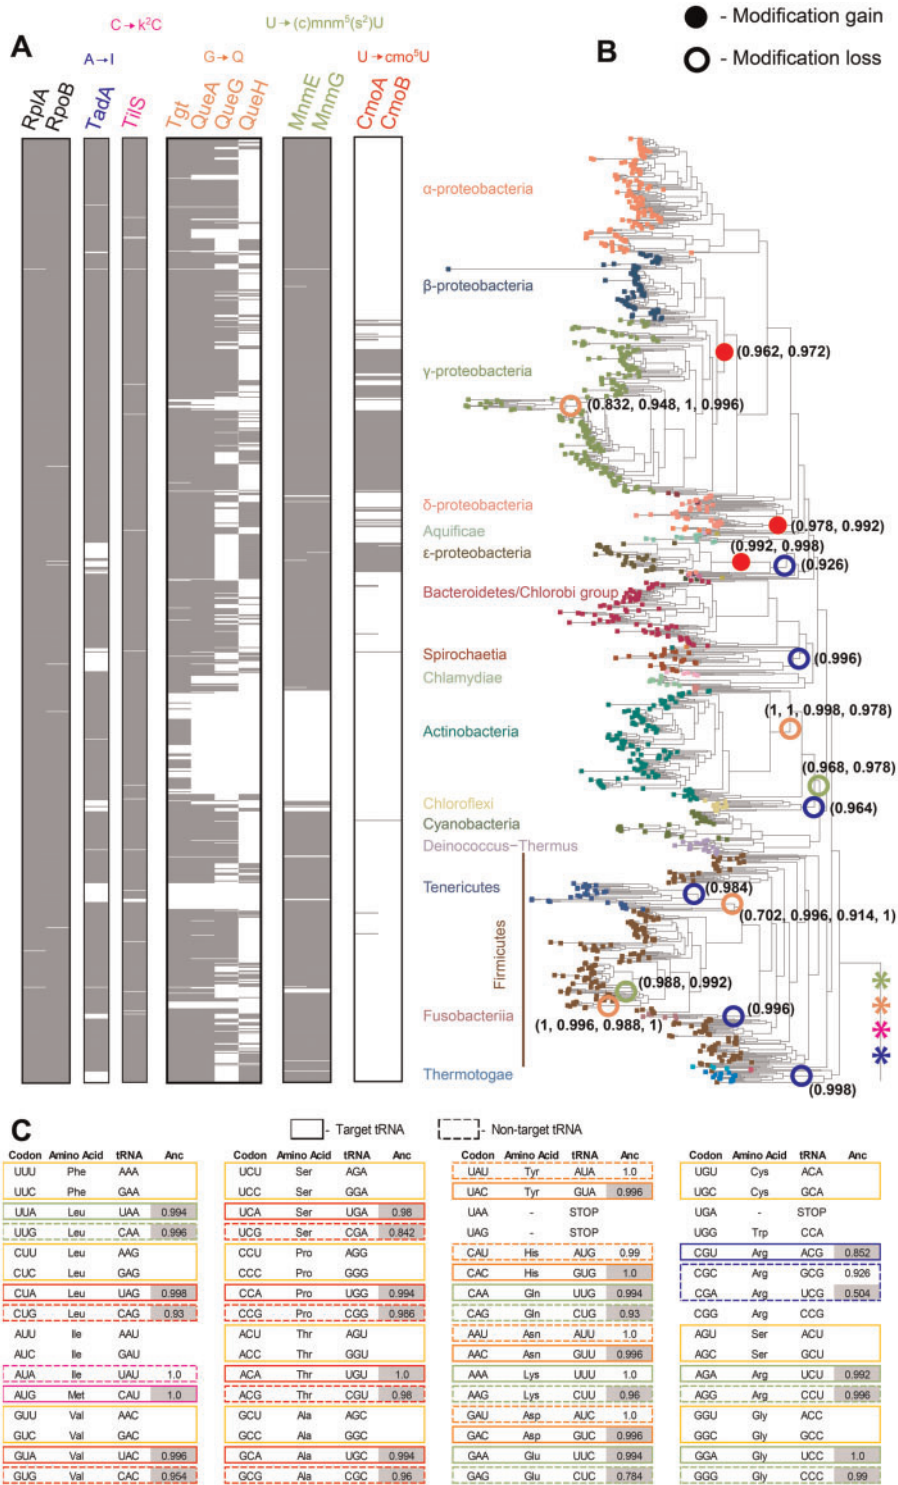 A
C→k²C
A→I
G→Q
U→(c)mnm⁵(s²)U
U→cmo⁵U
RplA
RpoB
TadA
TilS
Tgt
QueA
QueG
QueH
MnmE
MnmG
CmoA
CmoB
B
- Modification gain
- Modification loss
α-proteobacteria
β-proteobacteria
(0.962, 0.972)
γ-proteobacteria
(0.832, 0.948, 1, 0.996)
δ-proteobacteria
(0.978, 0.992)
Aquificae
(0.992, 0.998)
ε-proteobacteria
(0.926)
Bacteroidetes/Chlorobi group
Spirochaetia
(0.996)
Chlamydiae
(1, 1, 0.998, 0.978)
Actinobacteria
(0.968, 0.978)
Chloroflexi
(0.964)
Cyanobacteria
Deinococcus−Thermus
Tenericutes
(0.984)
(0.702, 0.996, 0.914, 1)
Firmicutes
(0.988, 0.992)
Fusobacteriia
(0.996)
(1, 0.996, 0.988, 1)
Thermotogae
(0.998)
* * * *
C
- Target tRNA
- Non-target tRNA
Codon Amino Acid tRNA Anc
UUU Phe AAA
UUC Phe GAA
UUA Leu UAA 0.994
UUG Leu CAA 0.996
CUU Leu AAG
CUC Leu GAG
CUA Leu UAG 0.998
CUG Leu CAG 0.93
AUU Ile AAU
AUC Ile GAU
AUA Ile UAU 1.0
AUG Met CAU 1.0
GUU Val AAC
GUC Val GAC
GUA Val UAC 0.996
GUG Val CAC 0.954
Codon Amino Acid tRNA Anc
UCU Ser AGA
UCC Ser GGA
UCA Ser UGA 0.98
UCG Ser CGA 0.842
CCU Pro AGG
CCC Pro GGG
CCA Pro UGG 0.994
CCG Pro CGG 0.986
ACU Thr AGU
ACC Thr GGU
ACA Thr UGU 1.0
ACG Thr CGU 0.98
GCU Ala AGC
GCC Ala GGC
GCA Ala UGC 0.994
GCG Ala CGC 0.96
Codon Amino Acid tRNA Anc
UAU Tyr AUA 1.0
UAC Tyr GUA 0.996
UAA - STOP
UAG - STOP
CAU His AUG 0.99
CAC His GUG 1.0
CAA Gln UUG 0.994
CAG Gln CUG 0.93
AAU Asn AUU 1.0
AAC Asn GUU 0.996
AAA Lys UUU 1.0
AAG Lys CUU 0.96
GAU Asp AUC 1.0
GAC Asp GUC 0.996
GAA Glu UUC 0.994
GAG Glu CUC 0.784
Codon Amino Acid tRNA Anc
UGU Cys ACA
UGC Cys GCA
UGA - STOP
UGG Trp CCA
CGU Arg ACG 0.852
CGC Arg GCG 0.926
CGA Arg UCG 0.504
CGG Arg CCG
AGU Ser ACU
AGC Ser GCU
AGA Arg UCU 0.992
AGG Arg CCU 0.996
GGU Gly ACC
GGC Gly GCC
GGA Gly UCC 1.0
GGG Gly CCC 0.99